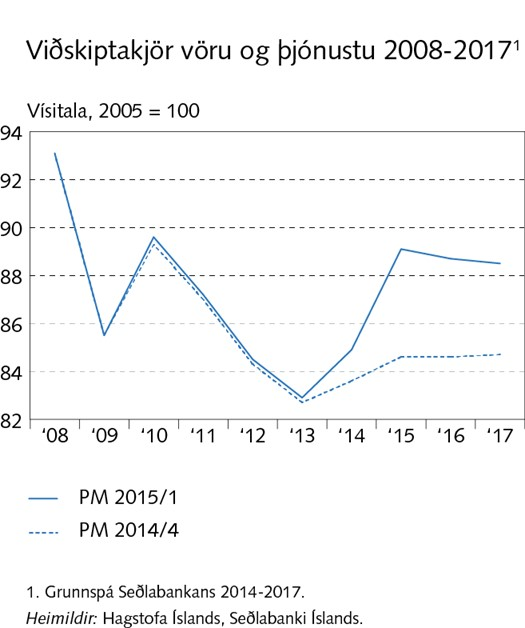 Viðskiptakjör vöru og þjónustu 2008-2017¹
Vísitala, 2005 = 100
94
92
90
88
86
84
82
‘08 ‘09 ‘10 ‘11 ‘12 ‘13 ‘14 ‘15 ‘16 ‘17
PM 2015/1
PM 2014/4
1. Grunnspá Seðlabankans 2014-2017.
Heimildir: Hagstofa Íslands, Seðlabanki Íslands.